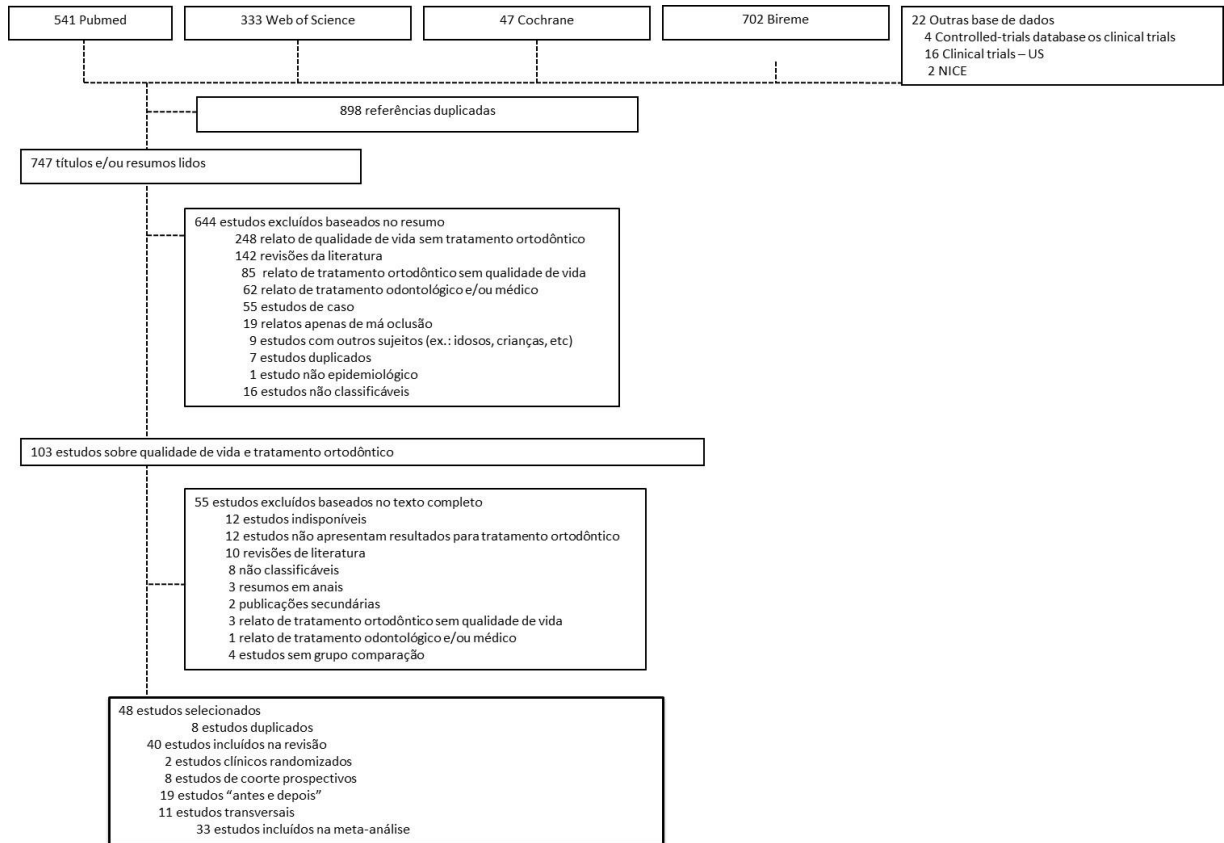 541 Pubmed
333 Web of Science
47 Cochrane
702 Bireme
22 Outras base de dados
4 Controlled-trials database os clinical trials
16 Clinical trials – US
2 NICE
898 referências duplicadas
747 títulos e/ou resumos lidos
644 estudos excluídos baseados no resumo
248 relato de qualidade de vida sem tratamento ortodôntico
142 revisões da literatura
85 relato de tratamento ortodôntico sem qualidade de vida
62 relato de tratamento odontológico e/ou médico
55 estudos de caso
19 relatos apenas de má oclusão
9 estudos com outros sujeitos (ex.: idosos, crianças, etc)
7 estudos duplicados
1 estudo não epidemiológico
16 estudos não classificáveis
103 estudos sobre qualidade de vida e tratamento ortodôntico
55 estudos excluídos baseados no texto completo
12 estudos indisponíveis
12 estudos não apresentam resultados para tratamento ortodôntico
10 revisões de literatura
8 não classificáveis
3 resumos em anais
2 publicações secundárias
3 relato de tratamento ortodôntico sem qualidade de vida
1 relato de tratamento odontológico e/ou médico
4 estudos sem grupo comparação
48 estudos selecionados
8 estudos duplicados
40 estudos incluídos na revisão
2 estudos clínicos randomizados
8 estudos de coorte prospectivos
19 estudos “antes e depois”
11 estudos transversais
33 estudos incluídos na meta-análise